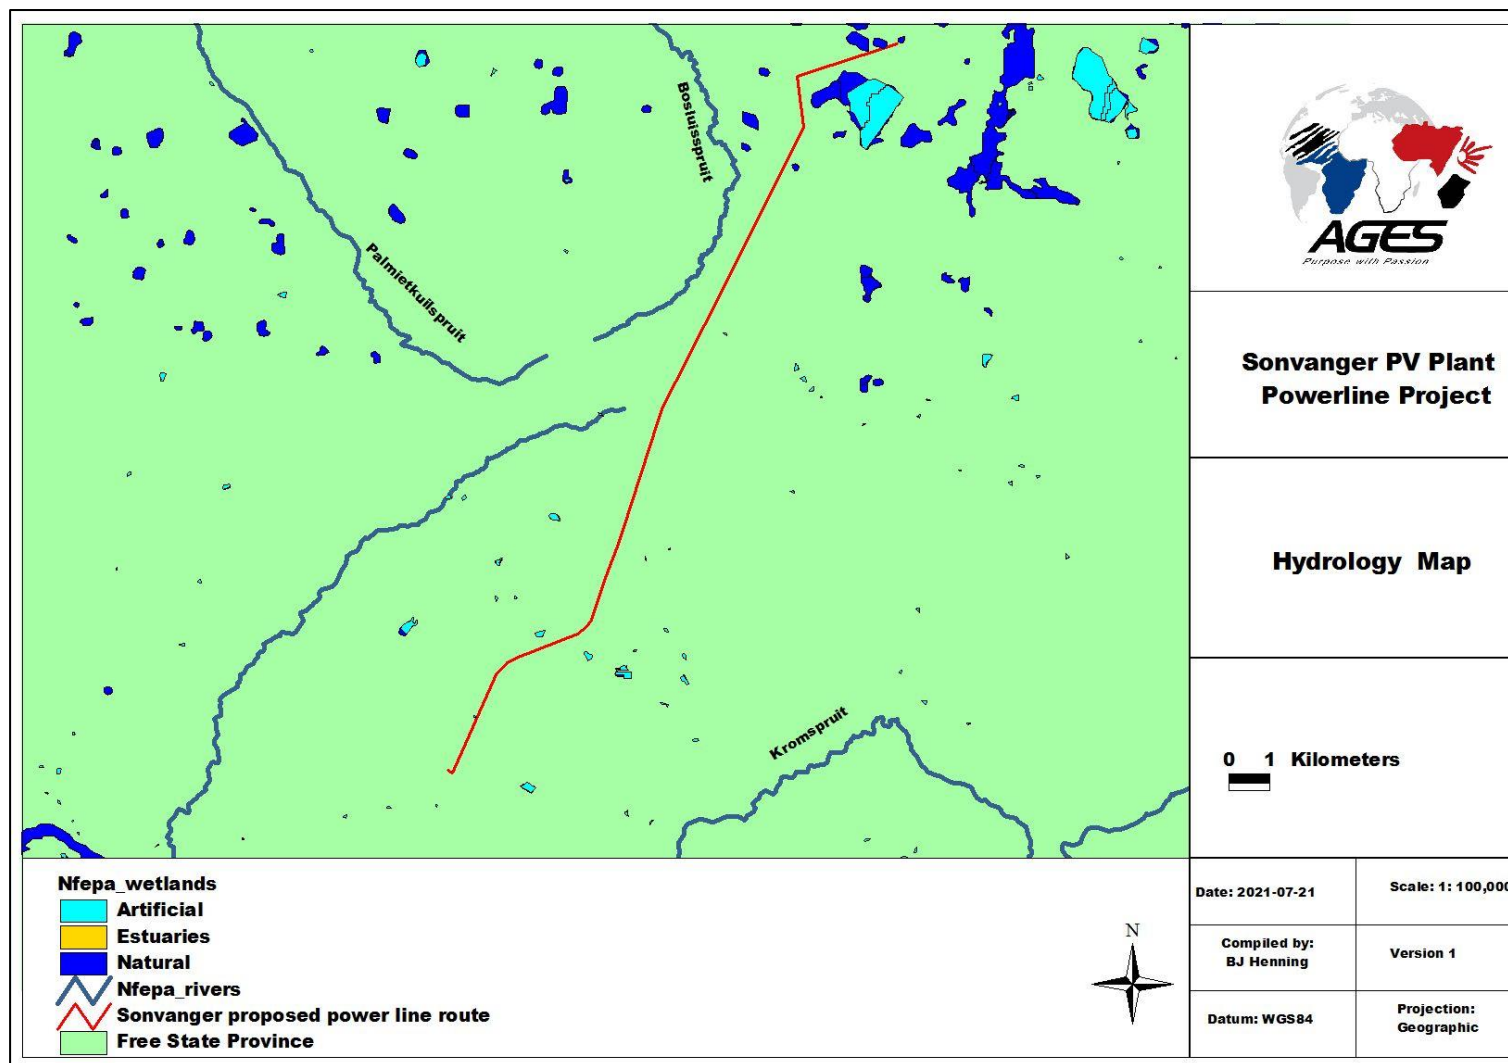 Bosluisspruit
Palmietkuilspruit
Kromspruit
AGES
Purpose with Passion
Sonvanger PV Plant
Powerline Project
Hydrology Map
0 1 Kilometers
Nfepa_wetlands
Artificial
Estuaries
Natural
Nfepa_rivers
Sonvanger proposed power line route
Free State Province
N
Date: 2021-07-21
Scale: 1: 100,000
Compiled by:
BJ Henning
Version 1
Datum: WGS84
Projection:
Geographic